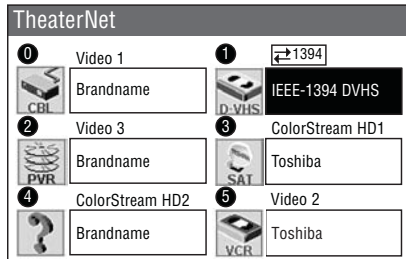 TheaterNet
0 Video 1
CBL Brandname
1 1394
D-VHS IEEE-1394 DVHS
2 Video 3
PVR Brandname
3 ColorStream HD1
SAT Toshiba
4 ColorStream HD2
? Brandname
5 Video 2
VCR Toshiba